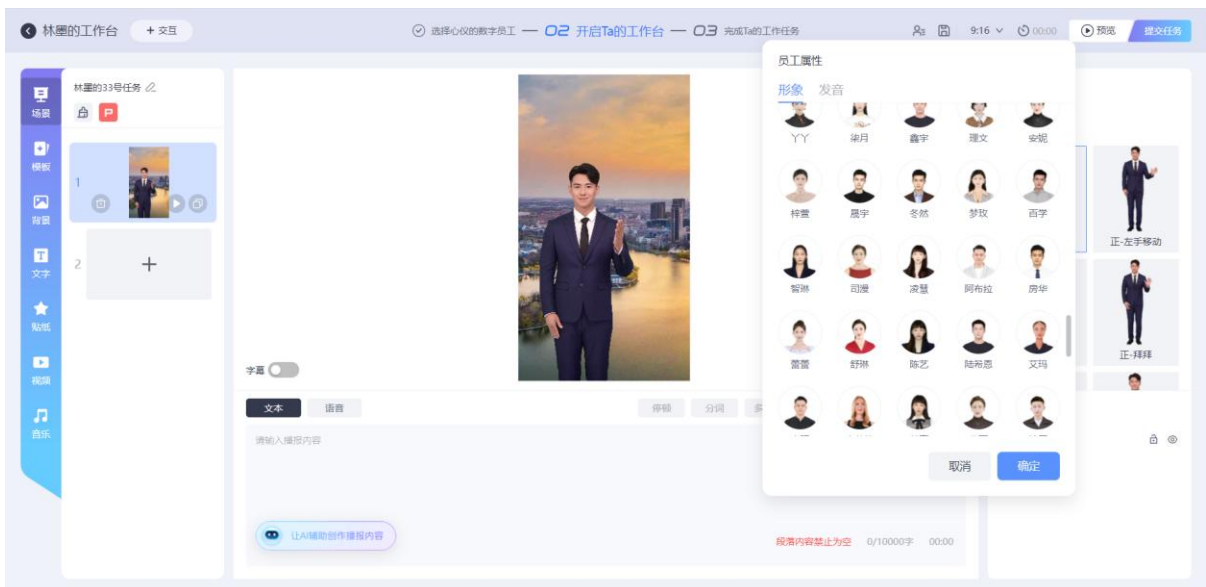 林墨的工作台
+ 交互
选择心仪的数字员工 — 02 开启Ta的工作台 — 03 完成Ta的工作任务
9:16
00:00
预览
提交任务
场景
模板
背景
文字
贴纸
视频
音乐
林墨的33号任务
P
1
2
字幕
文本
语音
停顿
分词
请输入播报内容
让AI辅助创作播报内容
段落内容禁止为空
0/10000字
00:00
员工属性
形象
发音
丫丫 柒月 鑫宇 理文 安妮
梓萱 晟宇 冬然 梦玫 百学
智琳 司漫 凌慧 阿布拉 房华
蕾蕾 舒琳 陈艺 陆希恩 艾玛
取消
确定
正-左手移动
正-拜拜